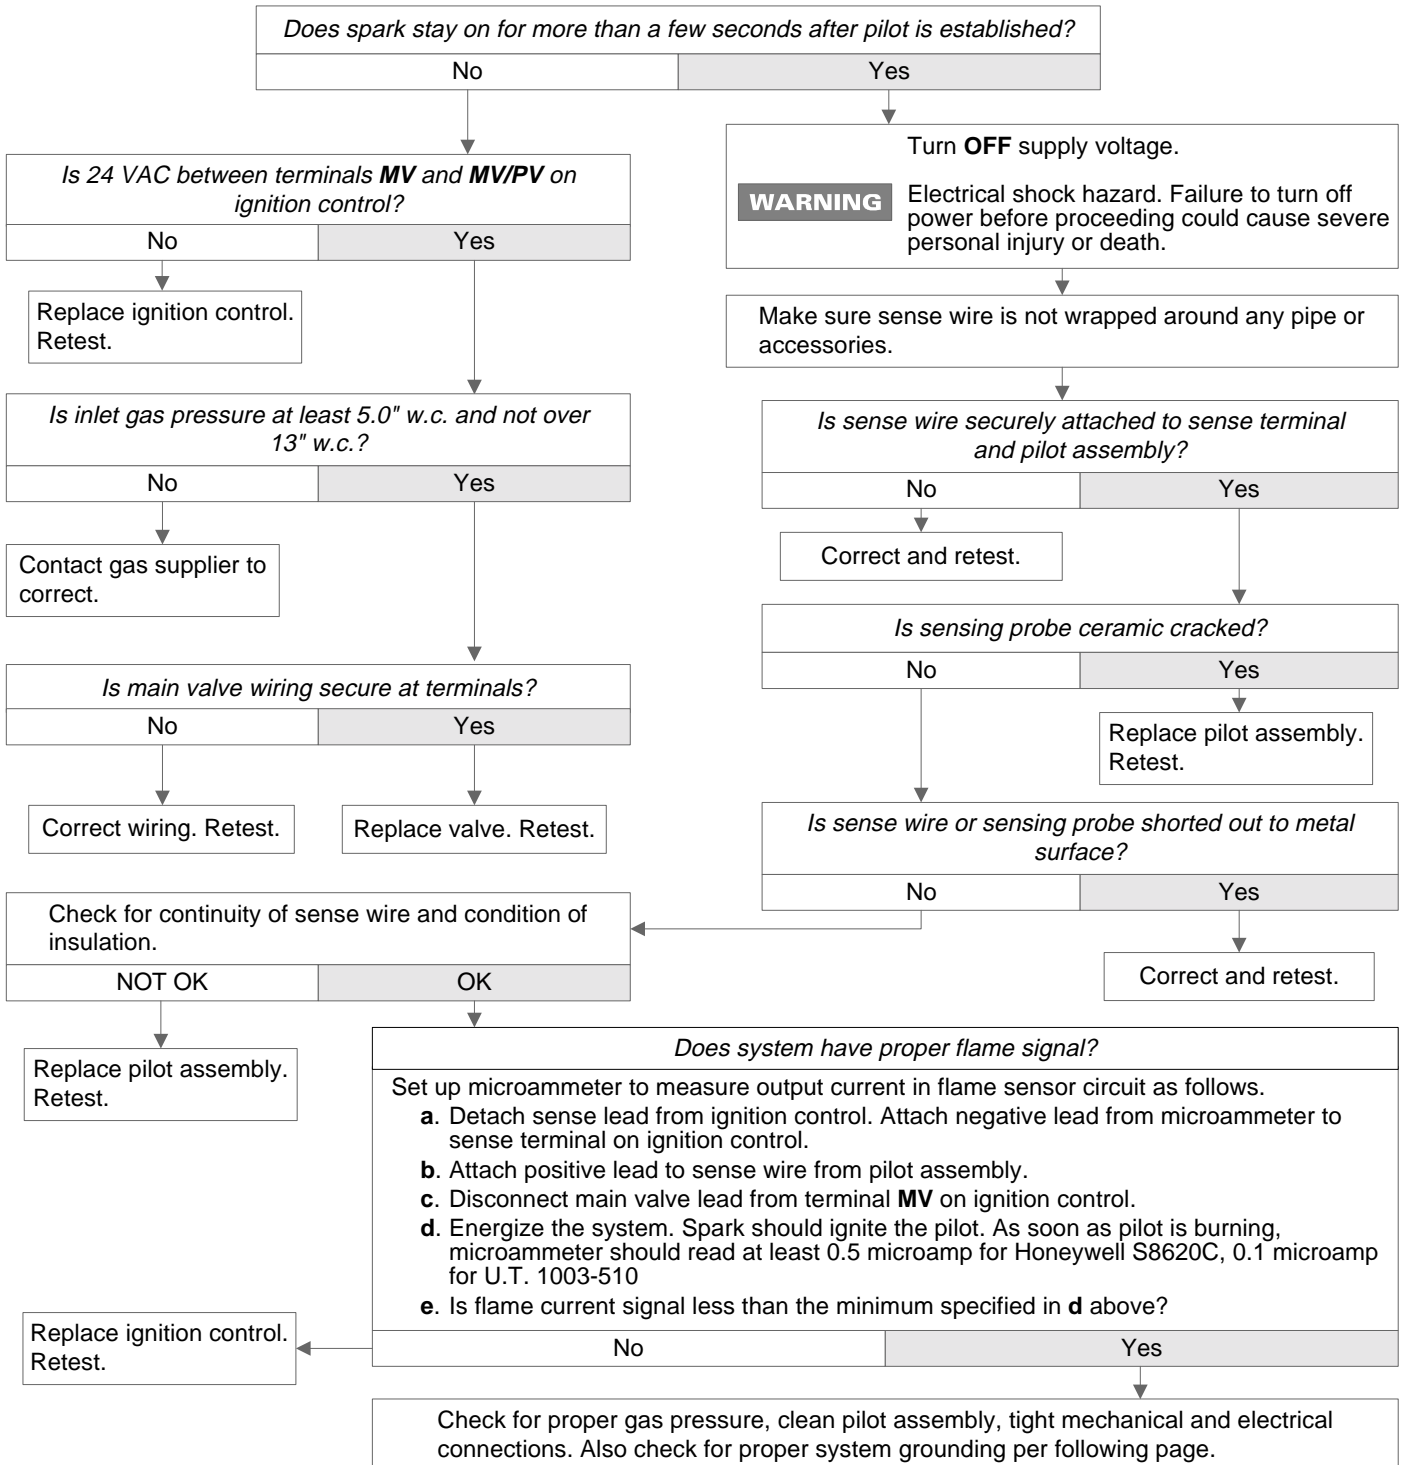 Does spark stay on for more than a few seconds after pilot is established?
No
Yes
Is 24 VAC between terminals MV and MV/PV on
ignition control?
No
Yes
Replace ignition control.
Retest.
Is inlet gas pressure at least 5.0" w.c. and not over
13" w.c.?
No
Yes
Contact gas supplier to
correct.
Is main valve wiring secure at terminals?
No
Yes
Correct wiring. Retest.
Replace valve. Retest.
Turn OFF supply voltage.
WARNING
Electrical shock hazard. Failure to turn off
power before proceeding could cause severe
personal injury or death.
Make sure sense wire is not wrapped around any pipe or
accessories.
Is sense wire securely attached to sense terminal
and pilot assembly?
No
Yes
Correct and retest.
Is sensing probe ceramic cracked?
No
Yes
Replace pilot assembly.
Retest.
Is sense wire or sensing probe shorted out to metal
surface?
No
Yes
Correct and retest.
Check for continuity of sense wire and condition of
insulation.
NOT OK
OK
Replace pilot assembly.
Retest.
Does system have proper flame signal?
Set up microammeter to measure output current in flame sensor circuit as follows.
a. Detach sense lead from ignition control. Attach negative lead from microammeter to
sense terminal on ignition control.
b. Attach positive lead to sense wire from pilot assembly.
c. Disconnect main valve lead from terminal MV on ignition control.
d. Energize the system. Spark should ignite the pilot. As soon as pilot is burning,
microammeter should read at least 0.5 microamp for Honeywell S8620C, 0.1 microamp
for U.T. 1003-510
e. Is flame current signal less than the minimum specified in d above?
No
Yes
Replace ignition control.
Retest.
Check for proper gas pressure, clean pilot assembly, tight mechanical and electrical
connections. Also check for proper system grounding per following page.